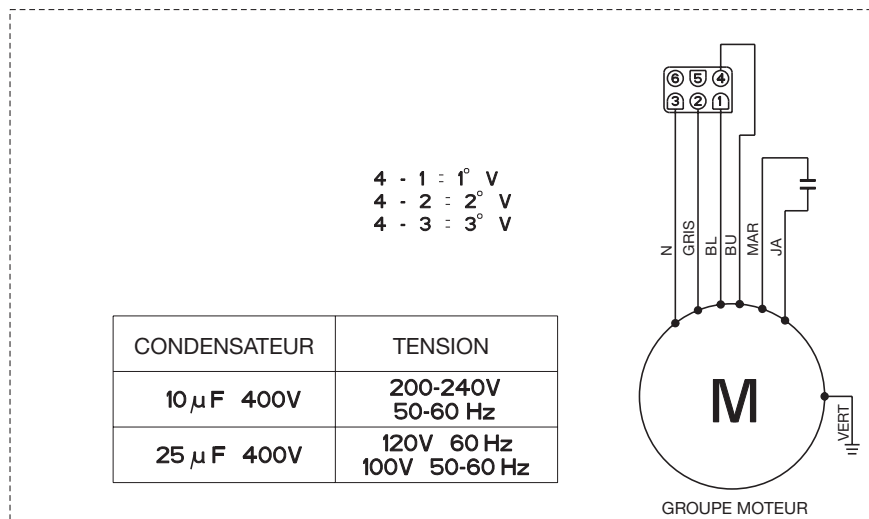 6 5 4
3 2 1
4 - 1 = 1° V
4 - 2 = 2° V
4 - 3 = 3° V
N
GRIS
BL
BU
MAR
JA
CONDENSATEUR TENSION
10 µF 400V
200-240V
50-60 Hz
25 µF 400V
120V 60 Hz
100V 50-60 Hz
M
VERT
GROUPE MOTEUR